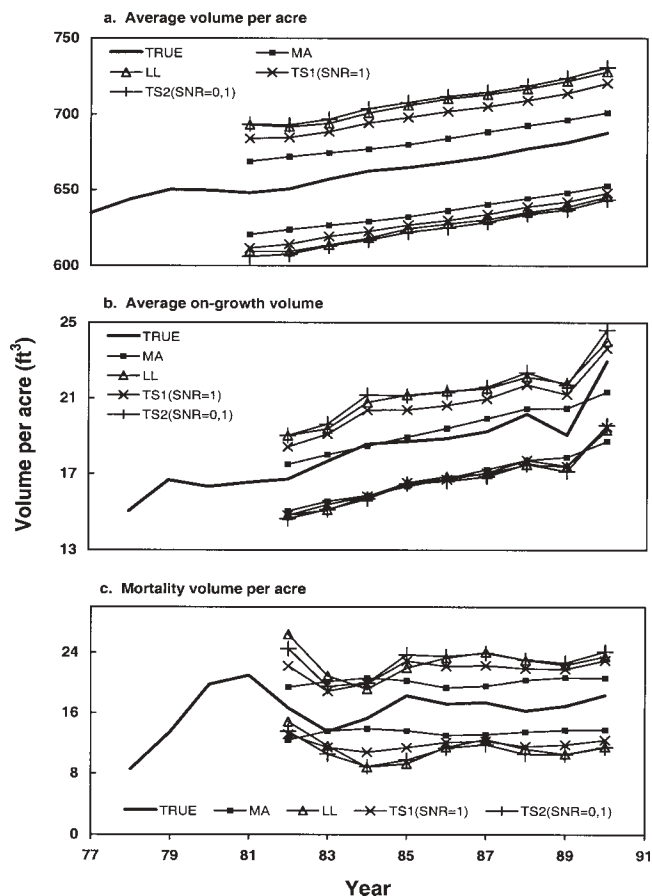 a. Average volume per acre
750
700
650
600
TRUE
MA
LL
TS1(SNR=1)
TS2(SNR=0,1)
b. Average on-growth volume
25
21
17
13
TRUE
MA
LL
TS1(SNR=1)
TS2(SNR=0,1)
Volume per acre (ft³)
c. Mortality volume per acre
24
16
8
0
TRUE
MA
LL
TS1(SNR=1)
TS2(SNR=0,1)
77 79 81 83 85 87 89 91
Year